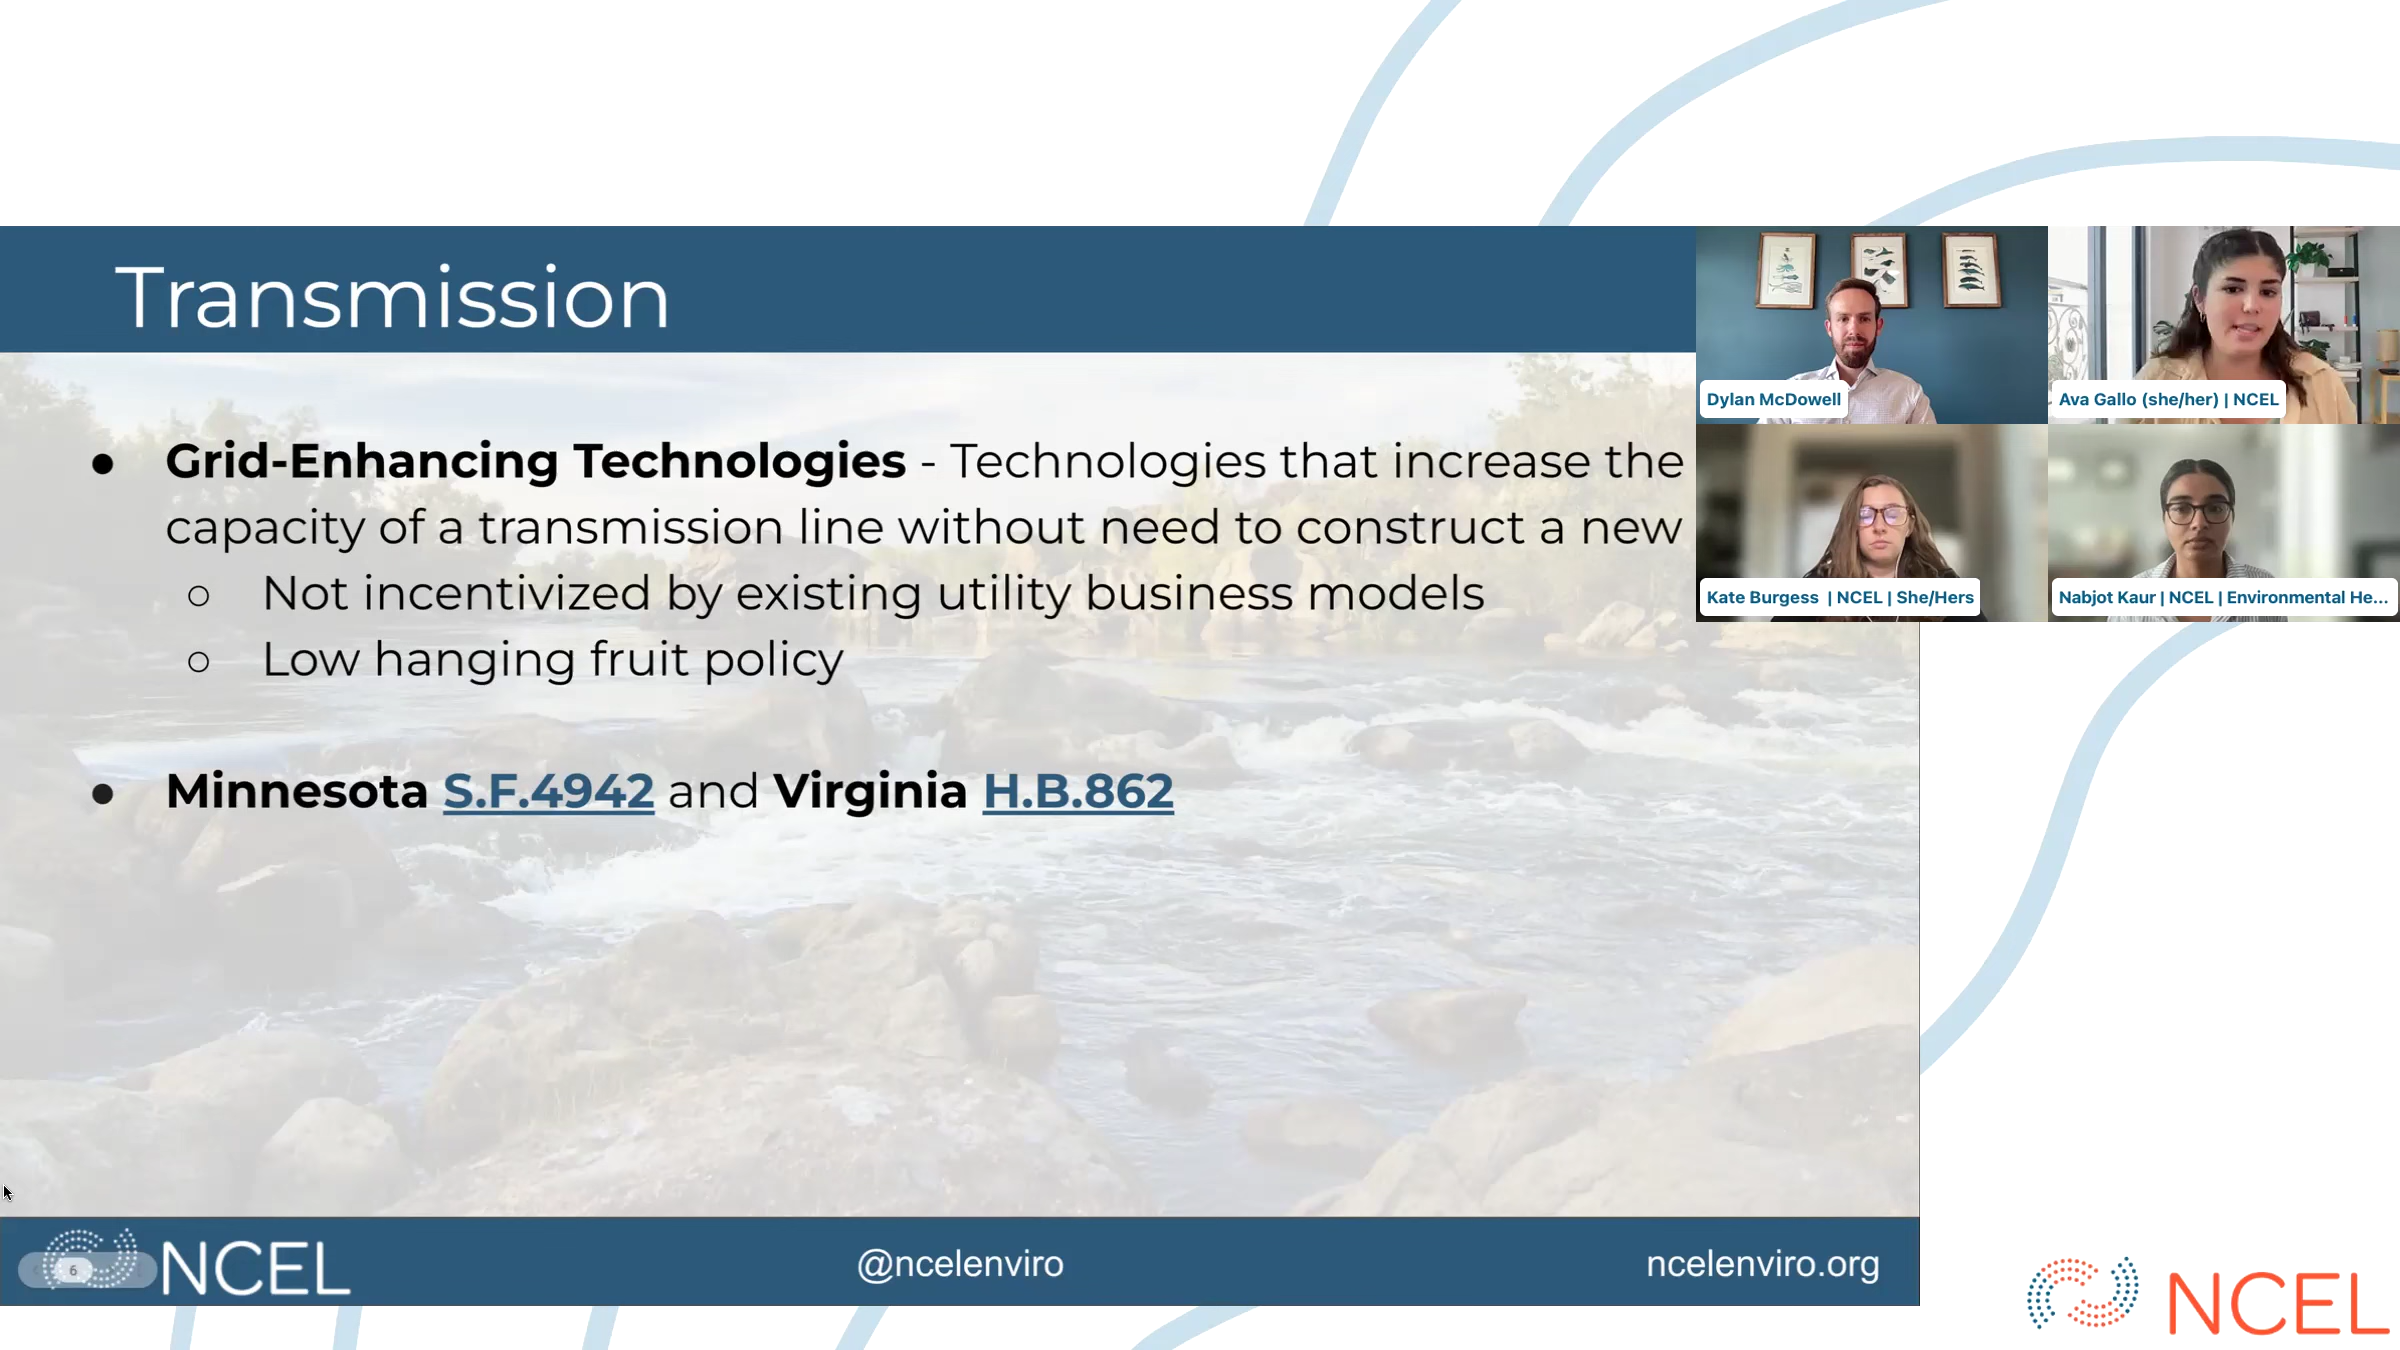 Transmission
● Grid-Enhancing Technologies - Technologies that increase the
capacity of a transmission line without need to construct a new
○ Not incentivized by existing utility business models
○ Low hanging fruit policy
● Minnesota S.F.4942 and Virginia H.B.862
Dylan McDowell
Ava Gallo (she/her) | NCEL
Kate Burgess | NCEL | She/Hers
Nabjot Kaur | NCEL | Environmental He...
6
NCEL
@ncelenviro
ncelenviro.org
NCEL